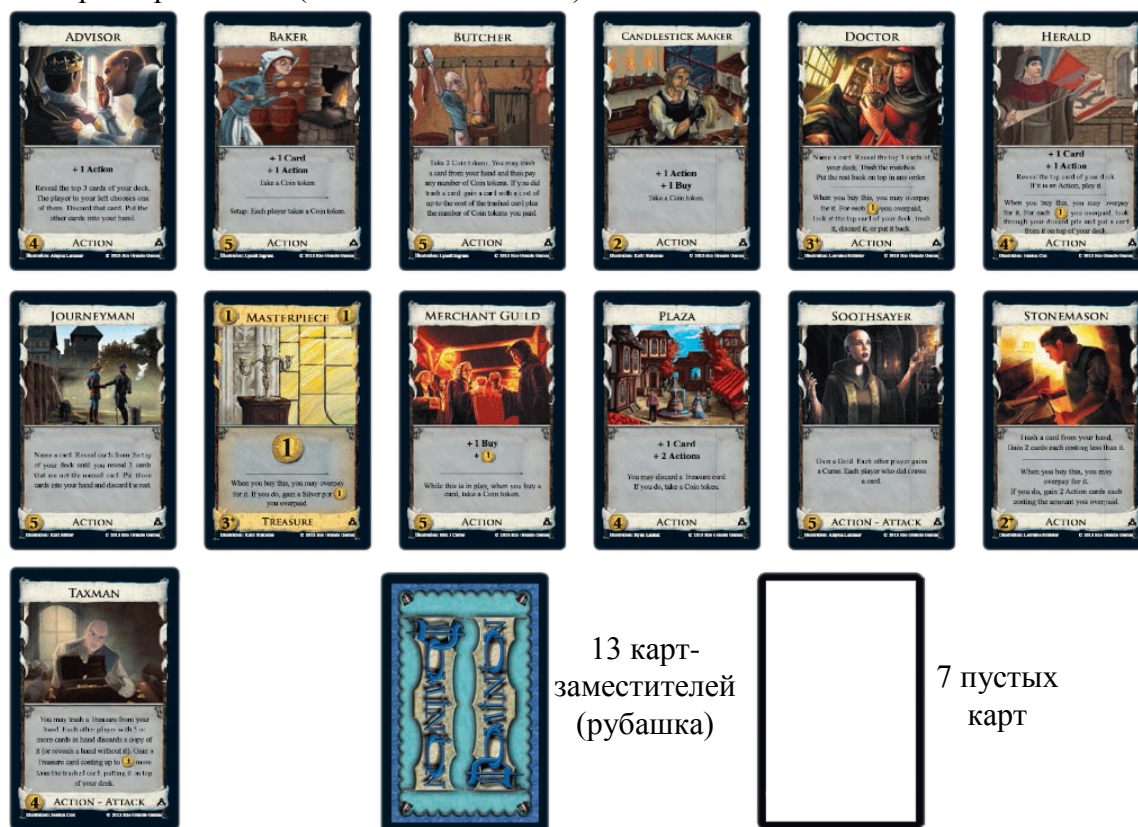 ADVISOR
+1 Action
Reveal the top 3 cards of your deck.
The player to your left chooses one
of them. Discard that card. Put the
other cards into your hand.
4 ACTION
BAKER
+1 Card
+1 Action
Take a Coin token.
Setup: Each player takes a Coin token.
5 ACTION
BUTCHER
Take 2 Coin tokens. You may trash
a card from your hand and then pay
any number of Coin tokens. If you did
trash a card, gain a card with a cost of
up to the cost of the trashed card plus
the number of Coin tokens you paid.
5 ACTION
CANDLESTICK MAKER
+1 Action
+1 Buy
Take a Coin token.
2 ACTION
DOCTOR
Name a card. Reveal the top 3 cards of
your deck. Trash the matches.
Put the rest back on top in any order.
When you buy this, you may overpay
for it. For each 1 you overpaid,
look at the top card of your deck; trash
it, discard it, or put it back.
3+ ACTION
HERALD
+1 Card
+1 Action
Reveal the top card of your deck.
If it is an Action, play it.
When you buy this, you may overpay
for it. For each 1 you overpaid, look
through your discard pile and put a card
from it on top of your deck.
4+ ACTION
JOURNEYMAN
Name a card. Reveal cards from the top
of your deck until you reveal 3 cards
that are not the named card. Put those
cards into your hand and discard the rest.
5 ACTION
1 MASTERPIECE 1
1
When you buy this, you may overpay
for it. If you do, gain a Silver per 1
you overpaid.
3+ TREASURE
MERCHANT GUILD
+1 Buy
+1
While this is in play, when you buy a
card, take a Coin token.
5 ACTION
PLAZA
+1 Card
+2 Actions
You may discard a Treasure card.
If you do, take a Coin token.
4 ACTION
SOOTHSAYER
Gain a Gold. Each other player gains
a Curse. Each player who did draws
a card.
5 ACTION - ATTACK
STONEMASON
Trash a card from your hand.
Gain 2 cards each costing less than it.
When you buy this, you may
overpay for it.
If you do, gain 2 Action cards each
costing the amount you overpaid.
2+ ACTION
TAXMAN
You may trash a Treasure from your
hand. Each other player with 5 or
more cards in hand discards a copy of
it (or reveals a hand without it). Gain a
Treasure card costing up to 3 more
than the trashed card, putting it on top
of your deck.
4 ACTION - ATTACK
DOMINION
DOMINION
13 карт-
заместителей
(рубашка)
7 пустых
карт